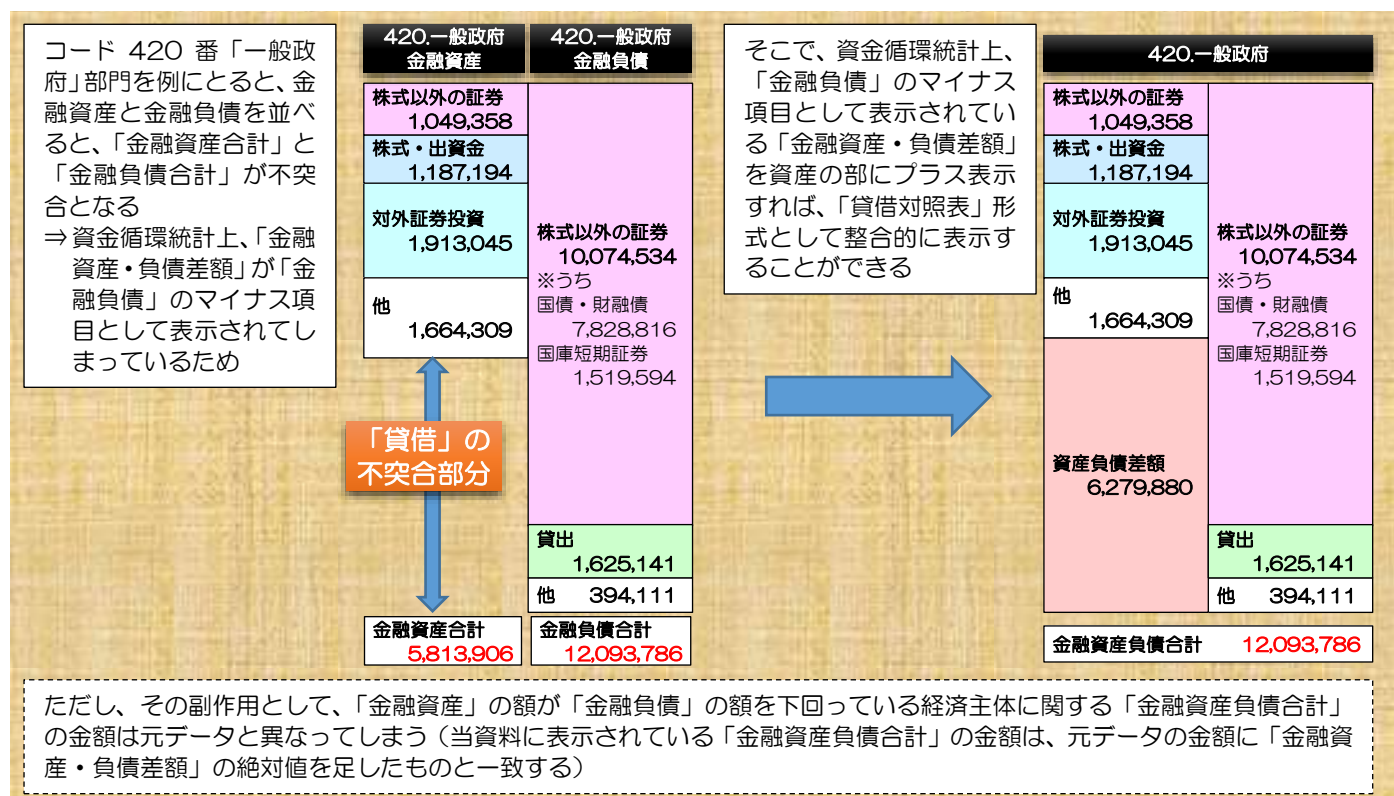 コード 420 番「一般政
府」部門を例にとると、金
融資産と金融負債を並べ
ると、「金融資産合計」と
「金融負債合計」が不突
合となる
⇒資金循環統計上、「金融
資産・負債差額」が「金
融負債」のマイナス項
目として表示されてし
まっているため
420.一般政府
金融資産
420.一般政府
金融負債
株式以外の証券
1,049,358
株式・出資金
1,187,194
対外証券投資
1,913,045
他
1,664,309
「貸借」の
不突合部分
株式以外の証券
10,074,534
※うち
国債・財融債
7,828,816
国庫短期証券
1,519,594
貸出
1,625,141
他 394,111
金融資産合計
5,813,906
金融負債合計
12,093,786
そこで、資金循環統計上、
「金融負債」のマイナス
項目として表示されてい
る「金融資産・負債差額」
を資産の部にプラス表示
すれば、「貸借対照表」形
式として整合的に表示す
ることができる
420.一般政府
株式以外の証券
1,049,358
株式・出資金
1,187,194
対外証券投資
1,913,045
他
1,664,309
資産負債差額
6,279,880
株式以外の証券
10,074,534
※うち
国債・財融債
7,828,816
国庫短期証券
1,519,594
貸出
1,625,141
他 394,111
金融資産負債合計 12,093,786
ただし、その副作用として、「金融資産」の額が「金融負債」の額を下回っている経済主体に関する「金融資産負債合計」
の金額は元データと異なってしまう（当資料に表示されている「金融資産負債合計」の金額は、元データの金額に「金融資
産・負債差額」の絶対値を足したものと一致する）